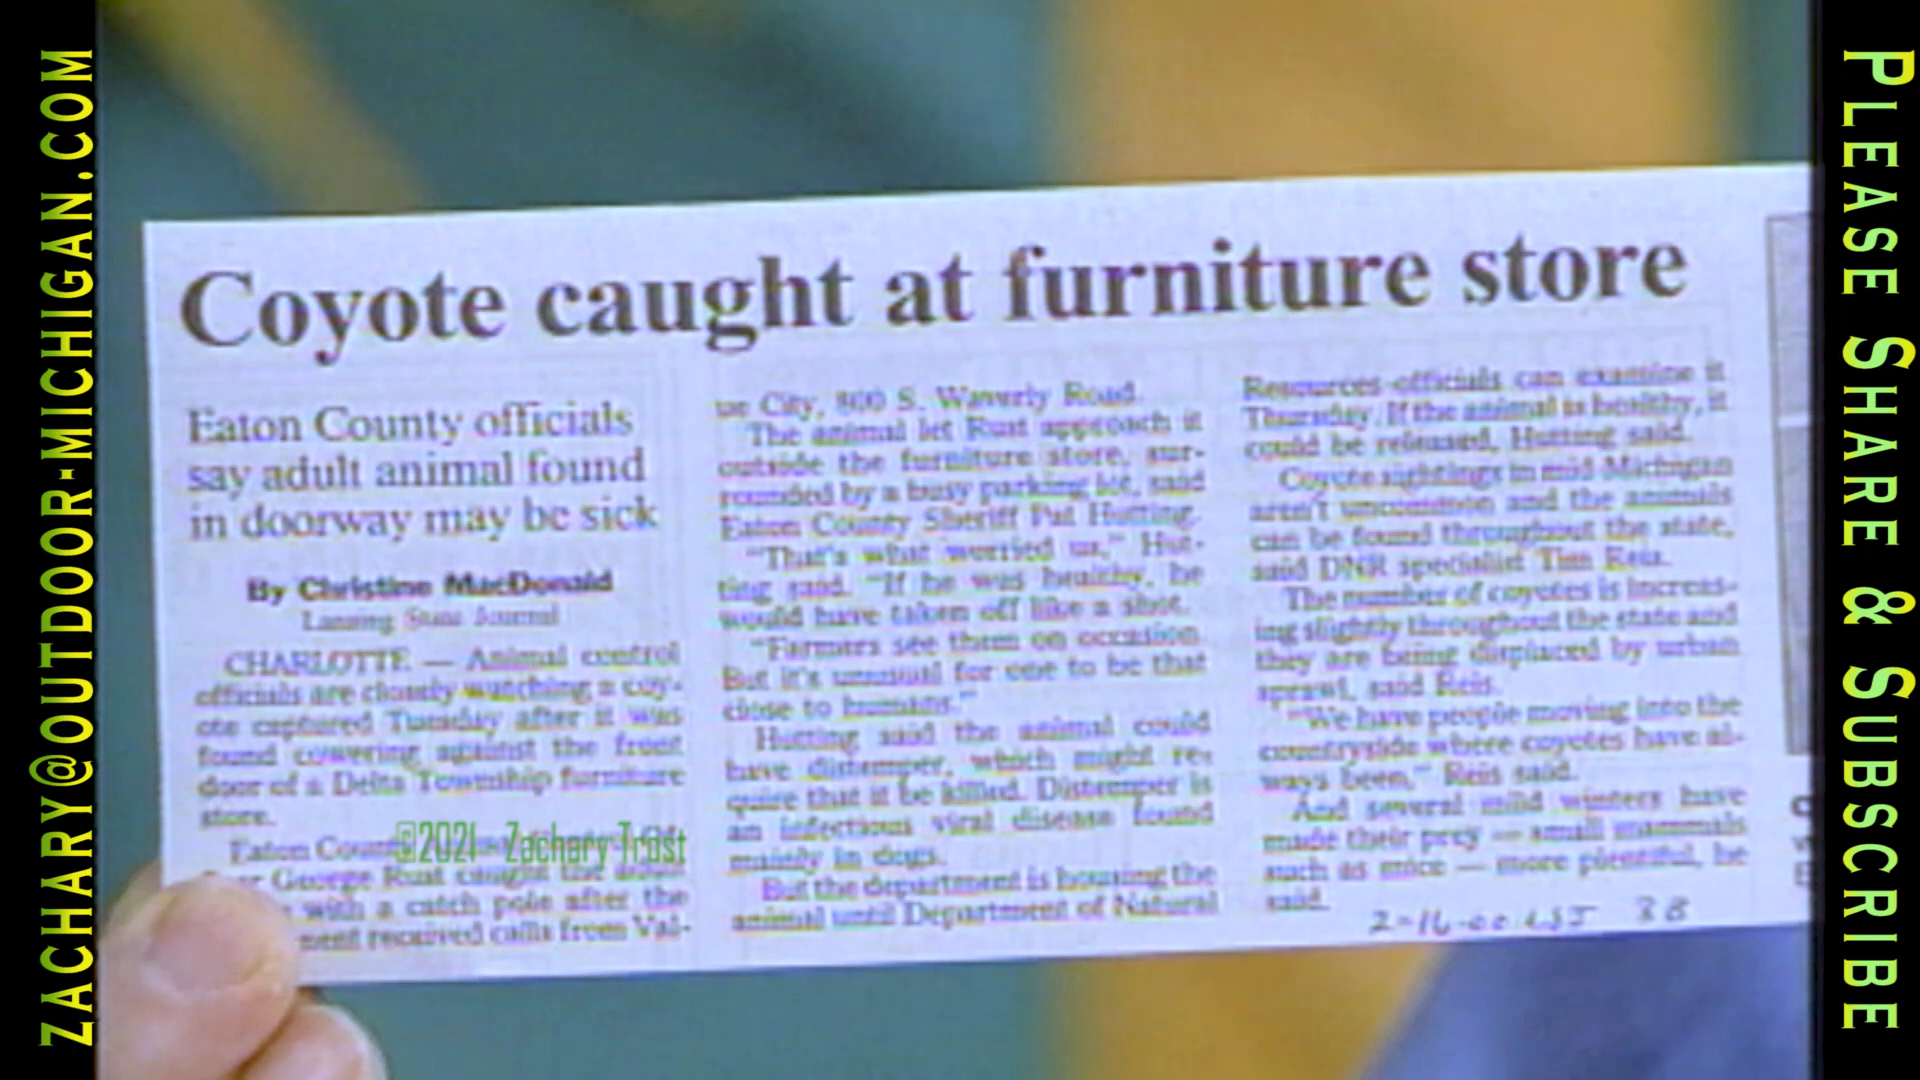 ZACHARY@OUTDOOR-MICHIGAN.COM
Coyote caught at furniture store
Eaton County officials
say adult animal found
in doorway may be sick
By Christine MacDonald
Lansing State Journal
CHARLOTTE — Animal control
officials are closely watching a coy-
ote captured Tuesday after it was
found cowering against the front
door of a Delta Township furniture
store.
Eaton
George Rust caught the
with a catch pole after the
ment received calls from Val-
ue City, 800 S. Waverly Road.
The animal let Rust approach it
outside the furniture store, sur-
rounded by a busy parking lot, said
Eaton County Sheriff Pat Hutting.
"That's what worried us," Hut-
ting said. "If he was healthy, he
would have taken off like a shot.
"Farmers see them on occasion.
But it's unusual for one to be that
close to humans."
Hutting said the animal could
have distemper, which might re-
quire that it be killed. Distemper is
an infectious viral disease found
mainly in dogs.
But the department is housing the
animal until Department of Natural
Resources officials can examine it
Thursday. If the animal is healthy, it
could be released, Hutting said.
Coyote sightings in mid-Michigan
aren't uncommon and the animals
can be found throughout the state,
said DNR specialist Tim Reis.
The number of coyotes is increas-
ing slightly throughout the state and
they are being displaced by urban
sprawl, said Reis.
"We have people moving into the
countryside where coyotes have al-
ways been," Reis said.
And several mild winters have
made their prey — small mammals
such as mice — more plentiful, he
said.
2-16-00 LSJ 3B
©2021 - Zachary Trost
PLEASE SHARE & SUBSCRIBE